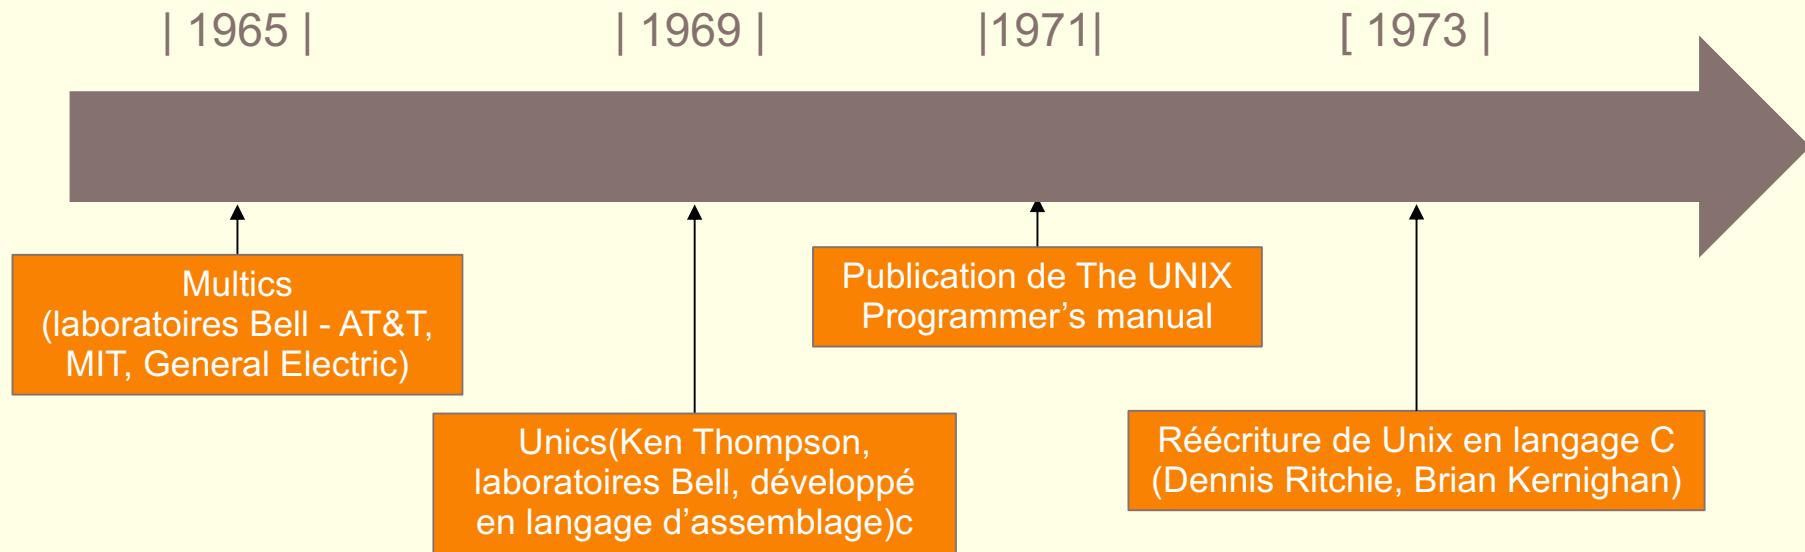 | 1965 |
| 1969 |
|1971|
[ 1973 |
Multics
(laboratoires Bell - AT&T,
MIT, General Electric)
Unics(Ken Thompson,
laboratoires Bell, développé
en langage d’assemblage)c
Publication de The UNIX
Programmer’s manual
Réécriture de Unix en langage C
(Dennis Ritchie, Brian Kernighan)